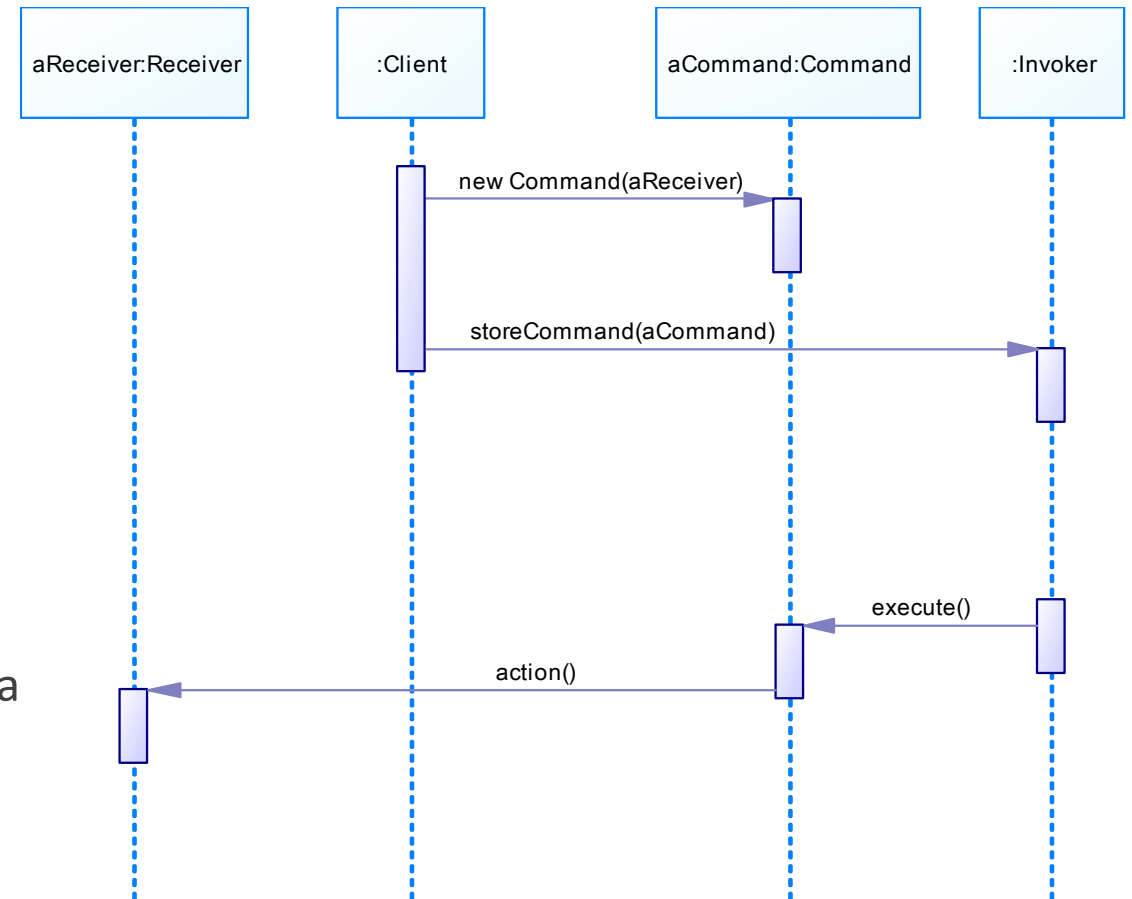 aReceiver:Receiver
:Client
aCommand:Command
:Invoker
new Command(aReceiver)
storeCommand(aCommand)
execute()
action()
a